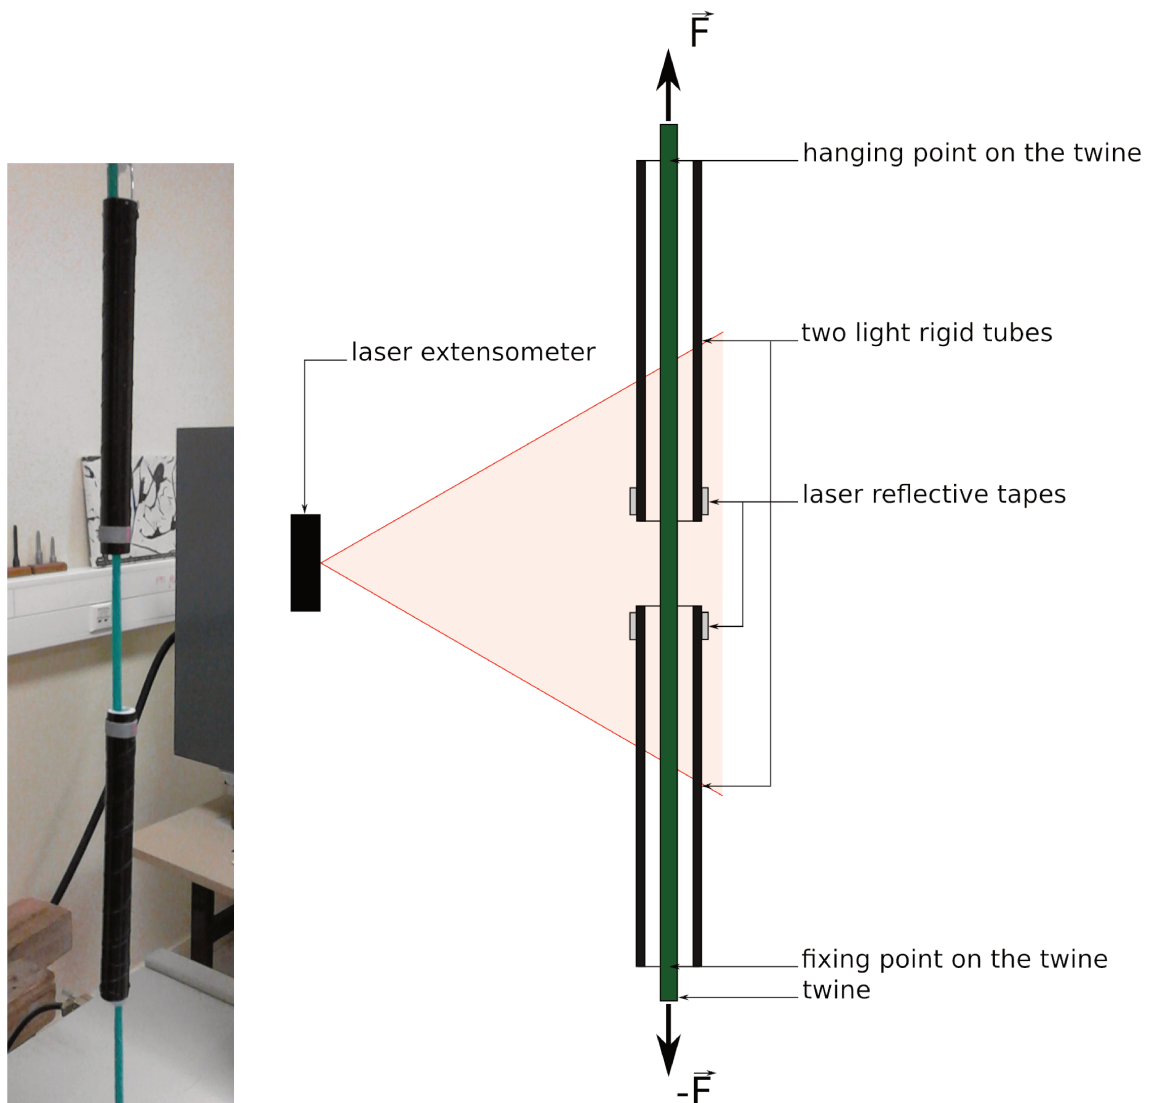 F
hanging point on the twine
two light rigid tubes
laser extensometer
laser reflective tapes
fixing point on the twine
twine
-F